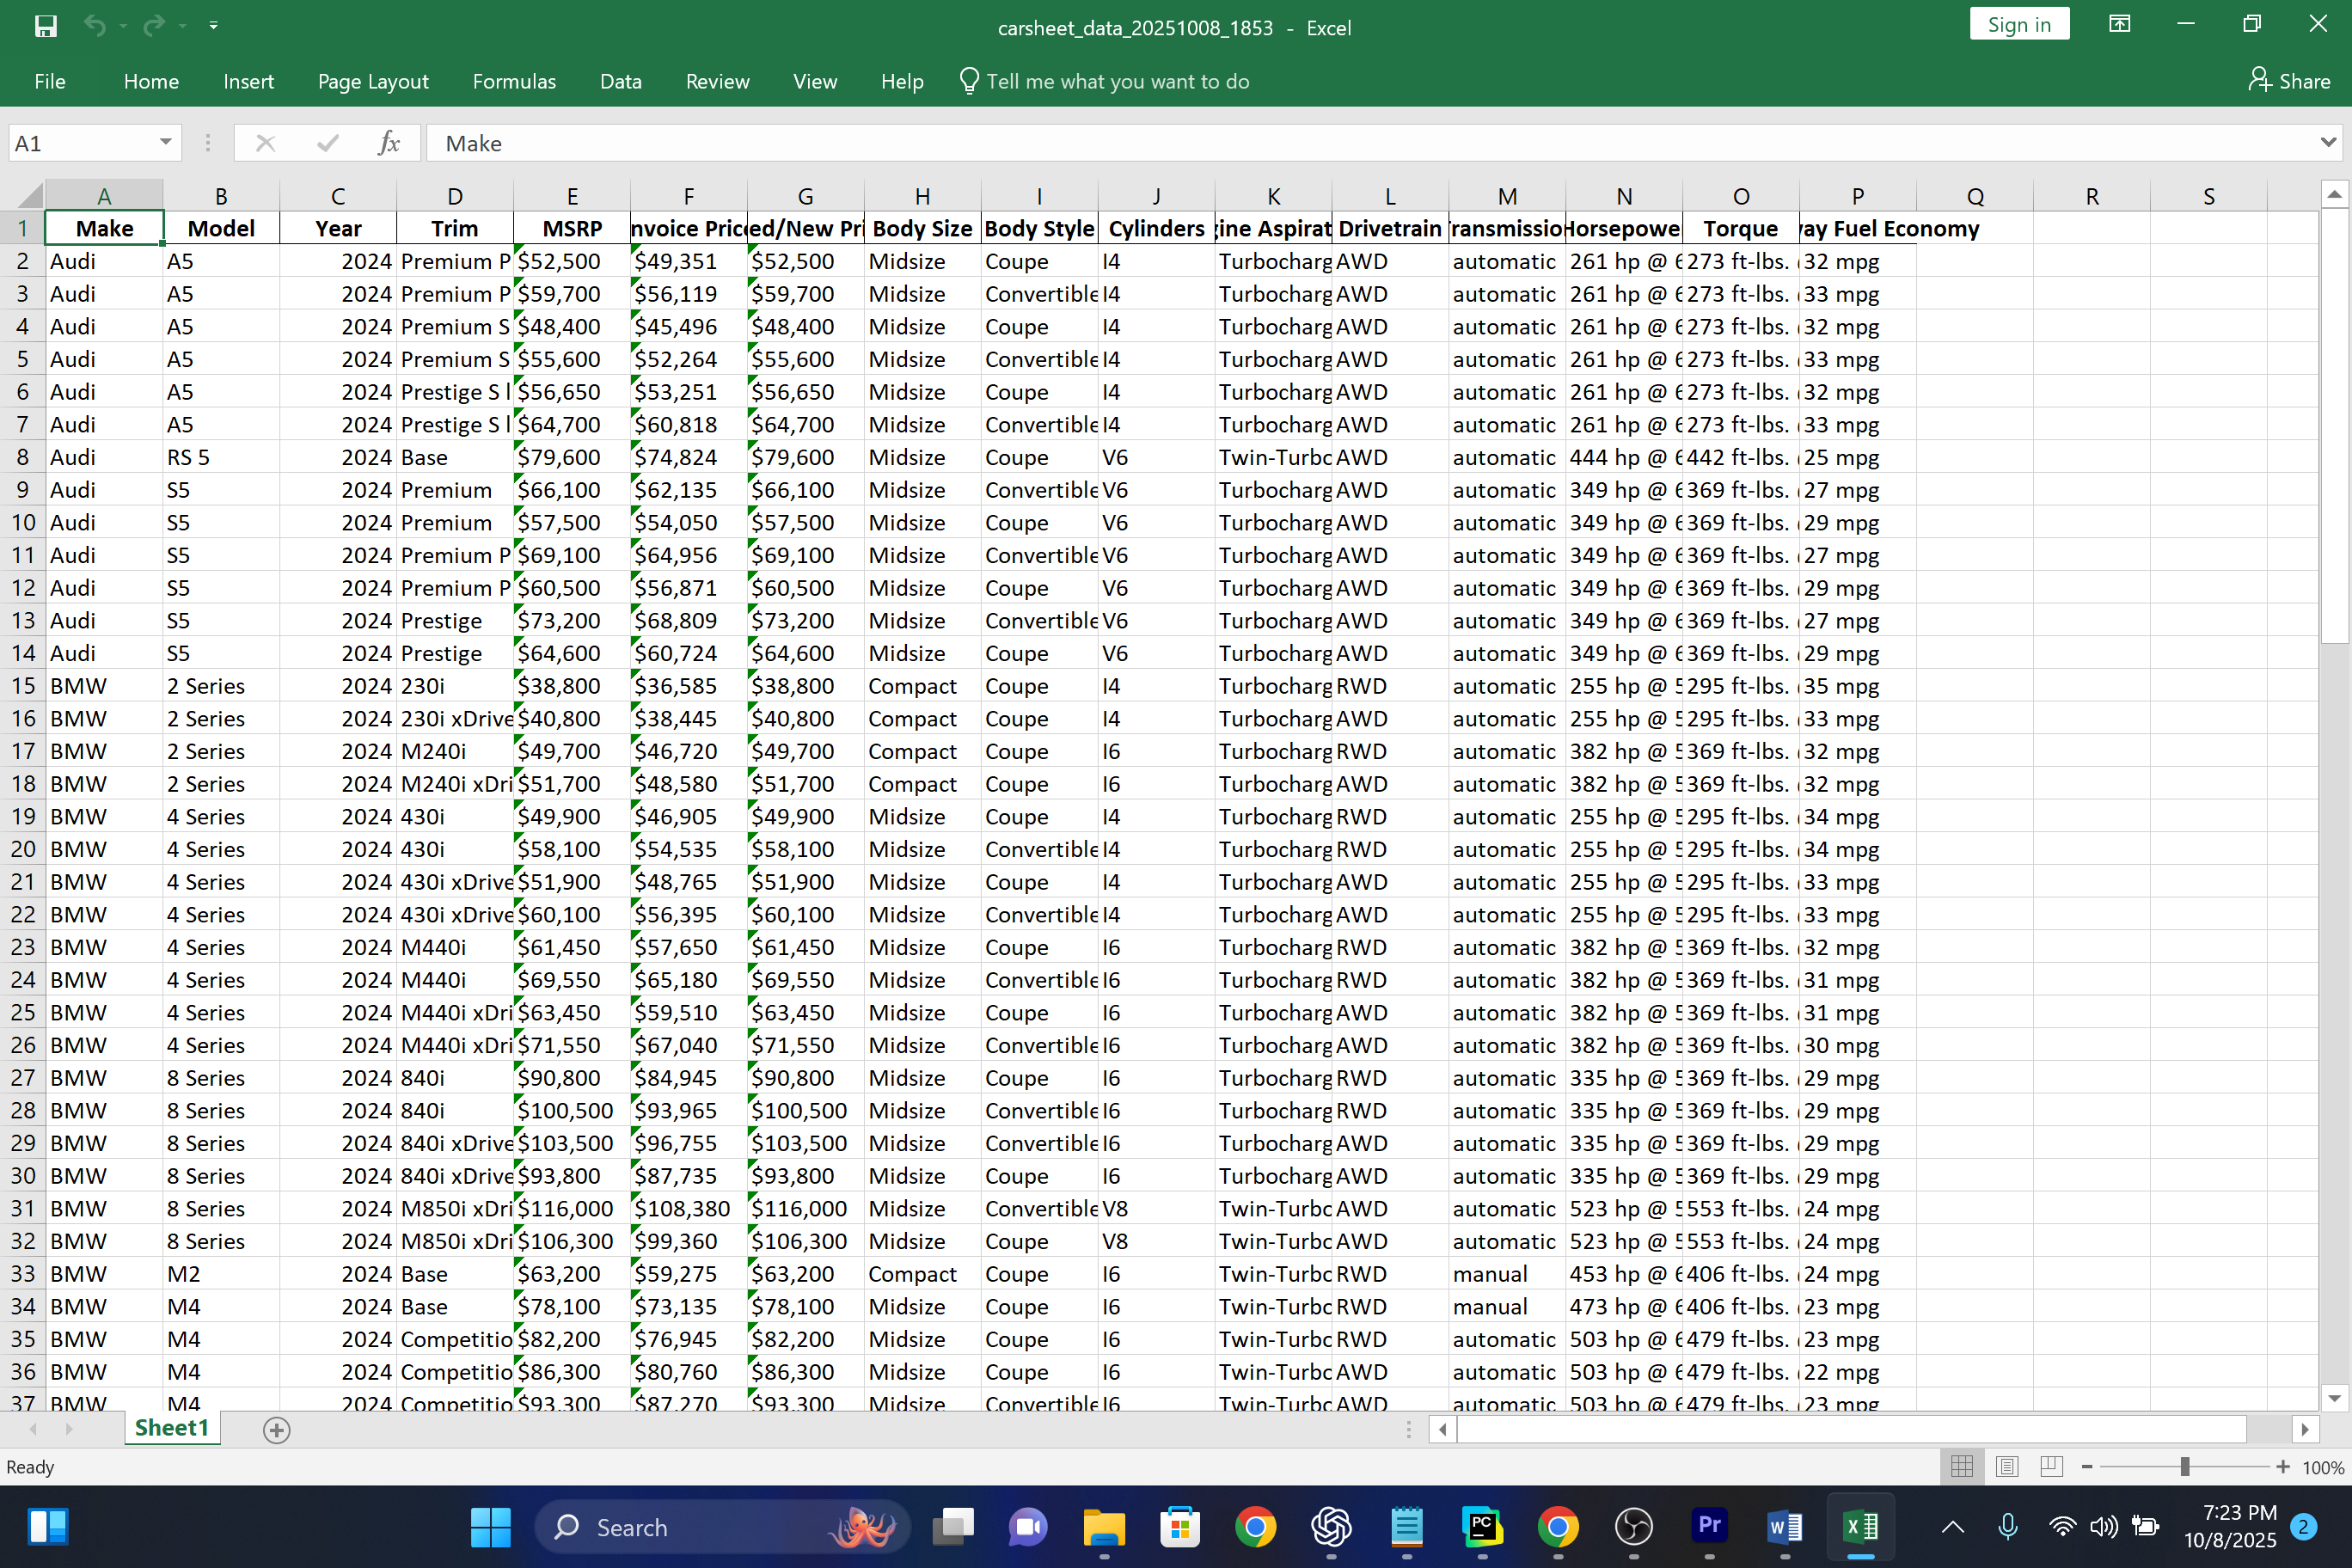 carsheet_data_20251008_1853 - Excel
Sign in
File Home Insert Page Layout Formulas Data Review View Help Tell me what you want to do Share
A1 fx Make
A B C D E F G H I J K L M N O P Q R S
1 Make Model Year Trim MSRP nvoice Pric ed/New Pri Body Size Body Style Cylinders ine Aspirat Drivetrain ransmissio Horsepowe Torque ay Fuel Economy
2 Audi A5 2024 Premium P $52,500 $49,351 $52,500 Midsize Coupe I4 Turbocharg AWD automatic 261 hp @ 6 273 ft-lbs. 32 mpg
3 Audi A5 2024 Premium P $59,700 $56,119 $59,700 Midsize Convertible I4 Turbocharg AWD automatic 261 hp @ 6 273 ft-lbs. 33 mpg
4 Audi A5 2024 Premium S $48,400 $45,496 $48,400 Midsize Coupe I4 Turbocharg AWD automatic 261 hp @ 6 273 ft-lbs. 32 mpg
5 Audi A5 2024 Premium S $55,600 $52,264 $55,600 Midsize Convertible I4 Turbocharg AWD automatic 261 hp @ 6 273 ft-lbs. 33 mpg
6 Audi A5 2024 Prestige S l $56,650 $53,251 $56,650 Midsize Coupe I4 Turbocharg AWD automatic 261 hp @ 6 273 ft-lbs. 32 mpg
7 Audi A5 2024 Prestige S l $64,700 $60,818 $64,700 Midsize Convertible I4 Turbocharg AWD automatic 261 hp @ 6 273 ft-lbs. 33 mpg
8 Audi RS 5 2024 Base $79,600 $74,824 $79,600 Midsize Coupe V6 Twin-Turbo AWD automatic 444 hp @ 6 442 ft-lbs. 25 mpg
9 Audi S5 2024 Premium $66,100 $62,135 $66,100 Midsize Convertible V6 Turbocharg AWD automatic 349 hp @ 6 369 ft-lbs. 27 mpg
10 Audi S5 2024 Premium $57,500 $54,050 $57,500 Midsize Coupe V6 Turbocharg AWD automatic 349 hp @ 6 369 ft-lbs. 29 mpg
11 Audi S5 2024 Premium P $69,100 $64,956 $69,100 Midsize Convertible V6 Turbocharg AWD automatic 349 hp @ 6 369 ft-lbs. 27 mpg
12 Audi S5 2024 Premium P $60,500 $56,871 $60,500 Midsize Coupe V6 Turbocharg AWD automatic 349 hp @ 6 369 ft-lbs. 29 mpg
13 Audi S5 2024 Prestige $73,200 $68,809 $73,200 Midsize Convertible V6 Turbocharg AWD automatic 349 hp @ 6 369 ft-lbs. 27 mpg
14 Audi S5 2024 Prestige $64,600 $60,724 $64,600 Midsize Coupe V6 Turbocharg AWD automatic 349 hp @ 6 369 ft-lbs. 29 mpg
15 BMW 2 Series 2024 230i $38,800 $36,585 $38,800 Compact Coupe I4 Turbocharg RWD automatic 255 hp @ 5 295 ft-lbs. 35 mpg
16 BMW 2 Series 2024 230i xDrive $40,800 $38,445 $40,800 Compact Coupe I4 Turbocharg AWD automatic 255 hp @ 5 295 ft-lbs. 33 mpg
17 BMW 2 Series 2024 M240i $49,700 $46,720 $49,700 Compact Coupe I6 Turbocharg RWD automatic 382 hp @ 5 369 ft-lbs. 32 mpg
18 BMW 2 Series 2024 M240i xDri $51,700 $48,580 $51,700 Compact Coupe I6 Turbocharg AWD automatic 382 hp @ 5 369 ft-lbs. 32 mpg
19 BMW 4 Series 2024 430i $49,900 $46,905 $49,900 Midsize Coupe I4 Turbocharg RWD automatic 255 hp @ 5 295 ft-lbs. 34 mpg
20 BMW 4 Series 2024 430i $58,100 $54,535 $58,100 Midsize Convertible I4 Turbocharg RWD automatic 255 hp @ 5 295 ft-lbs. 34 mpg
21 BMW 4 Series 2024 430i xDrive $51,900 $48,765 $51,900 Midsize Coupe I4 Turbocharg AWD automatic 255 hp @ 5 295 ft-lbs. 33 mpg
22 BMW 4 Series 2024 430i xDrive $60,100 $56,395 $60,100 Midsize Convertible I4 Turbocharg AWD automatic 255 hp @ 5 295 ft-lbs. 33 mpg
23 BMW 4 Series 2024 M440i $61,450 $57,650 $61,450 Midsize Coupe I6 Turbocharg RWD automatic 382 hp @ 5 369 ft-lbs. 32 mpg
24 BMW 4 Series 2024 M440i $69,550 $65,180 $69,550 Midsize Convertible I6 Turbocharg RWD automatic 382 hp @ 5 369 ft-lbs. 31 mpg
25 BMW 4 Series 2024 M440i xDri $63,450 $59,510 $63,450 Midsize Coupe I6 Turbocharg AWD automatic 382 hp @ 5 369 ft-lbs. 31 mpg
26 BMW 4 Series 2024 M440i xDri $71,550 $67,040 $71,550 Midsize Convertible I6 Turbocharg AWD automatic 382 hp @ 5 369 ft-lbs. 30 mpg
27 BMW 8 Series 2024 840i $90,800 $84,945 $90,800 Midsize Coupe I6 Turbocharg RWD automatic 335 hp @ 5 369 ft-lbs. 29 mpg
28 BMW 8 Series 2024 840i $100,500 $93,965 $100,500 Midsize Convertible I6 Turbocharg RWD automatic 335 hp @ 5 369 ft-lbs. 29 mpg
29 BMW 8 Series 2024 840i xDrive $103,500 $96,755 $103,500 Midsize Convertible I6 Turbocharg AWD automatic 335 hp @ 5 369 ft-lbs. 29 mpg
30 BMW 8 Series 2024 840i xDrive $93,800 $87,735 $93,800 Midsize Coupe I6 Turbocharg AWD automatic 335 hp @ 5 369 ft-lbs. 29 mpg
31 BMW 8 Series 2024 M850i xDri $116,000 $108,380 $116,000 Midsize Convertible V8 Twin-Turbo AWD automatic 523 hp @ 5 553 ft-lbs. 24 mpg
32 BMW 8 Series 2024 M850i xDri $106,300 $99,360 $106,300 Midsize Coupe V8 Twin-Turbo AWD automatic 523 hp @ 5 553 ft-lbs. 24 mpg
33 BMW M2 2024 Base $63,200 $59,275 $63,200 Compact Coupe I6 Twin-Turbo RWD manual 453 hp @ 6 406 ft-lbs. 24 mpg
34 BMW M4 2024 Base $78,100 $73,135 $78,100 Midsize Coupe I6 Twin-Turbo RWD manual 473 hp @ 6 406 ft-lbs. 23 mpg
35 BMW M4 2024 Competitio $82,200 $76,945 $82,200 Midsize Coupe I6 Twin-Turbo RWD automatic 503 hp @ 6 479 ft-lbs. 23 mpg
36 BMW M4 2024 Competitio $86,300 $80,760 $86,300 Midsize Coupe I6 Twin-Turbo AWD automatic 503 hp @ 6 479 ft-lbs. 22 mpg
37 BMW M4 2024 Competitio $93,300 $87,270 $93,300 Midsize Convertible I6 Twin-Turbo AWD automatic 503 hp @ 6 479 ft-lbs. 23 mpg
Sheet1
Ready 100%
Search PC Pr W X 7:23 PM 2
10/8/2025